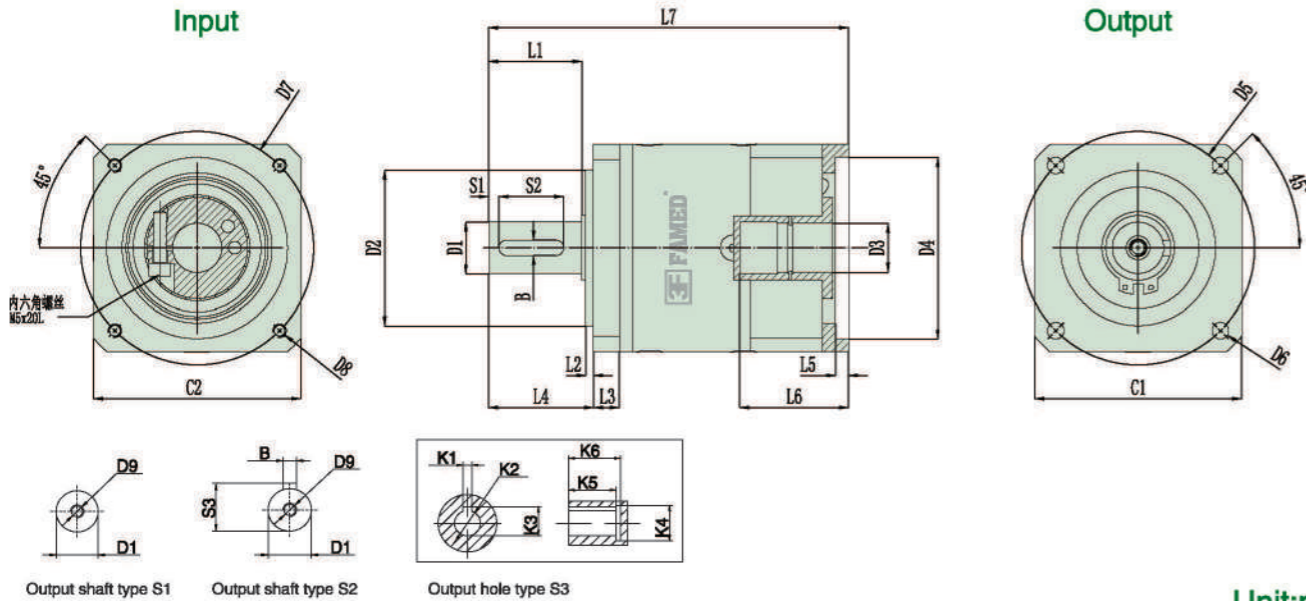 Input
Output
L7
L1
D7
D5
45°
45°
S1
S2
D2
D1
B
FAMED
D3
D4
内六角螺丝
M5x20L
D8
D6
L2
L5
C2
L4
L3
L6
C1
D9
D1
B
D9
S3
D1
K1
K2
K3
K6
K5
K4
Output shaft type S1
Output shaft type S2
Output hole type S3